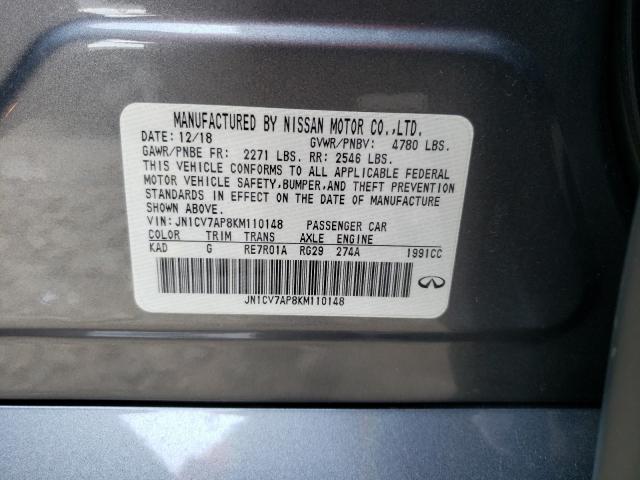 MANUFACTURED BY NISSAN MOTOR CO.,LTD.
DATE: 12/18 GVWR/PNBV: 4780 LBS.
GAWR/PNBE FR: 2271 LBS. RR: 2546 LBS.
THIS VEHICLE CONFORMS TO ALL APPLICABLE FEDERAL
MOTOR VEHICLE SAFETY,BUMPER,AND THEFT PREVENTION
STANDARDS IN EFFECT ON THE DATE OF MANUFACTURE
SHOWN ABOVE.
VIN: JN1CV7AP8KM110148 PASSENGER CAR
COLOR TRIM TRANS AXLE ENGINE
KAD G RE7R01A RG29 274A 1991CC
JN1CV7AP8KM110148